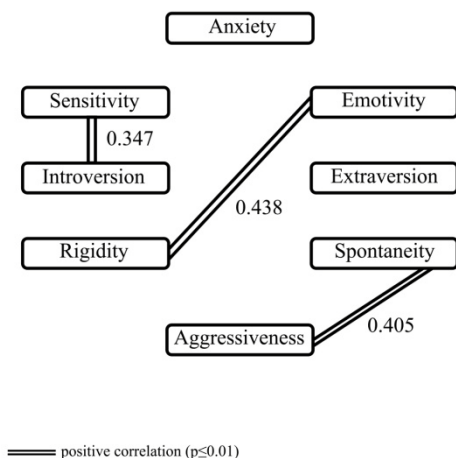 Anxiety
Sensitivity
Emotivity
0.347
Introversion
Extraversion
0.438
Rigidity
Spontaneity
0.405
Aggressiveness
positive correlation (p≤0.01)